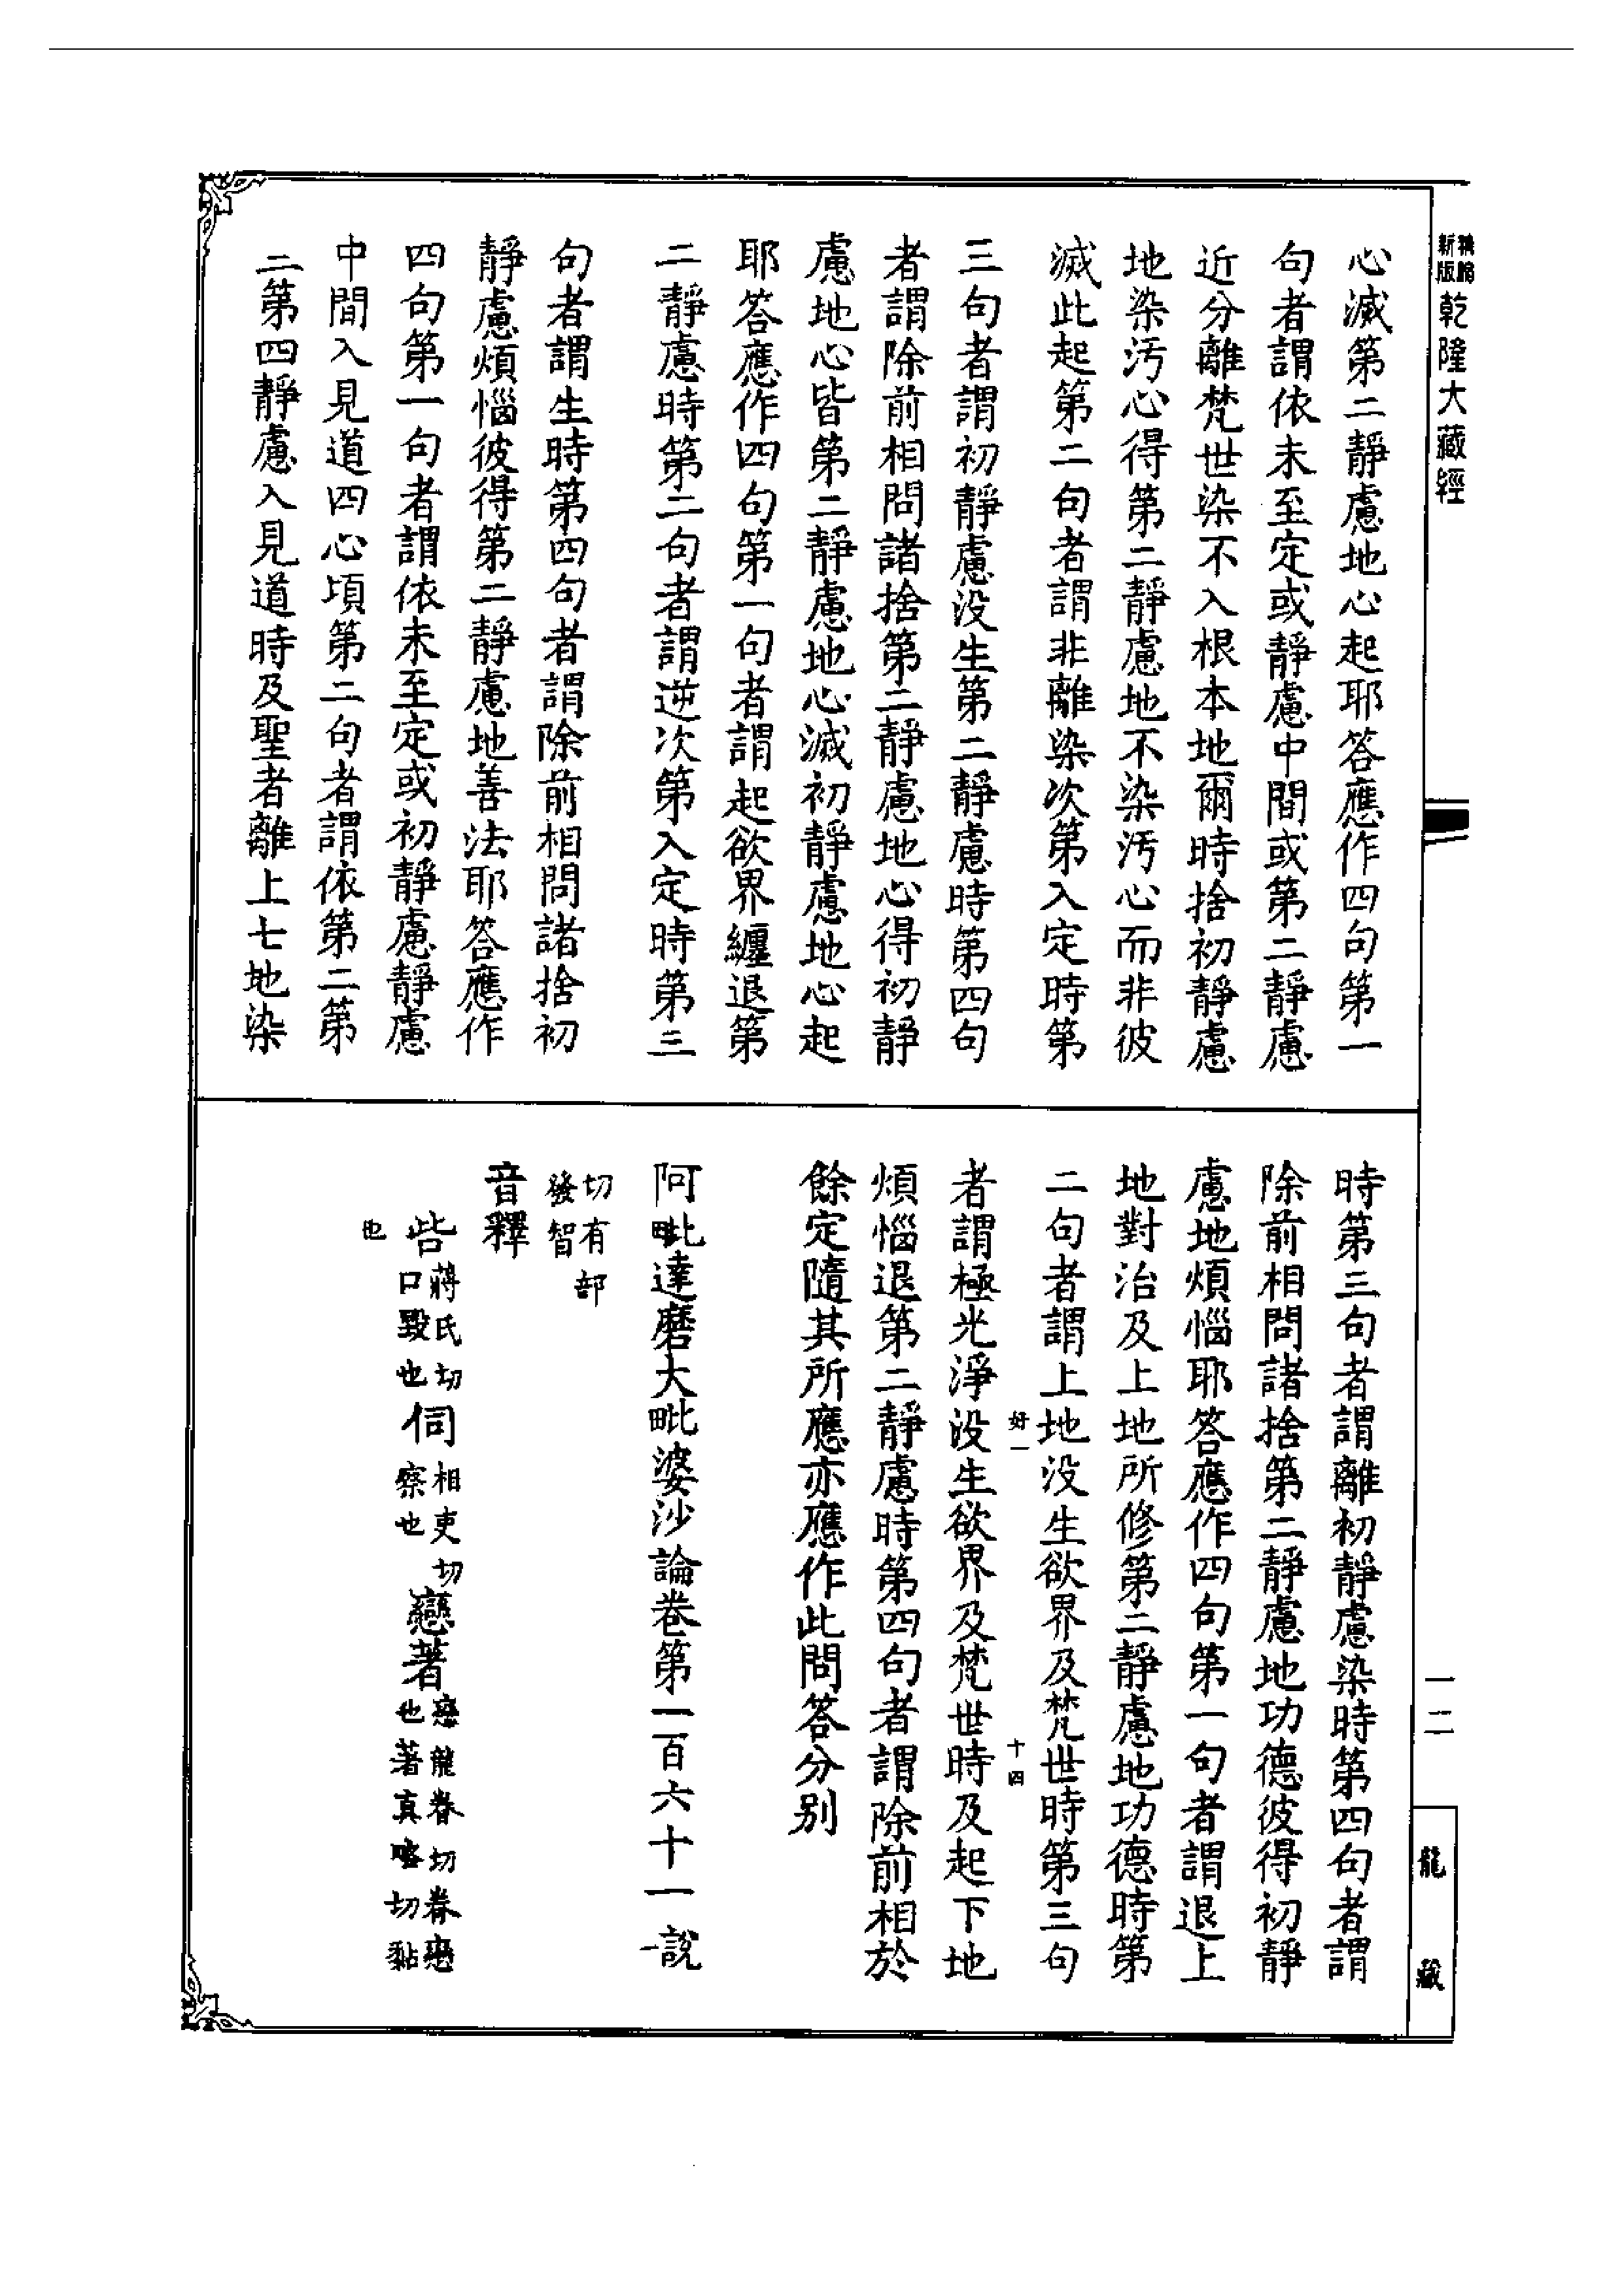 新版乾隆大藏經
心滅第二靜慮地心起耶答應作四句第一
句者謂依未至定或靜慮中間或第二靜慮
近分離梵世染不入根本地爾時捨初靜慮
地染汚心得第二靜慮地不染汚心而非彼
滅此起第二句者謂非離染次第入定時第
三句者謂初靜慮没生第二靜慮時第四句
者謂除前相問諸捨第二靜慮地心得初靜
慮地心皆第二靜慮地心滅初靜慮地心起
耶答應作四句第一句者謂起欲界纏退第
二靜慮時第二句者謂逆次第入定時第三
句者謂生時第四句者謂除前相問諸捨初
靜慮煩惱彼得第二靜慮地善法耶答應作
四句第一句者謂依未至定或初靜慮靜慮
中間入見道四心頃第二句者謂依第二第
二第四靜慮入見道時及聖者離上七地染
時第三句者謂離初靜慮染時第四句者謂
除前相問諸捨第二靜慮地功德彼得初靜
慮地煩惱耶答應作四句第一句者謂退上
地對治及上地所修第二靜慮地功德時第
二句者謂上地没生欲界及梵世時第三句
好一
十四
者謂極光淨没生欲界及梵世時及起下地
煩惱退第二靜慮時第四句者謂除前相於
餘定隨其所應亦應作此問答分別
阿毗達磨大毗婆沙論卷第一百六十一說一
切有部
發智
音釋
呰蔣氏切
口毀也
伺相吏切
察也
戀著戀龍眷切眷戀
也著直略切黏
也
一二
龍藏